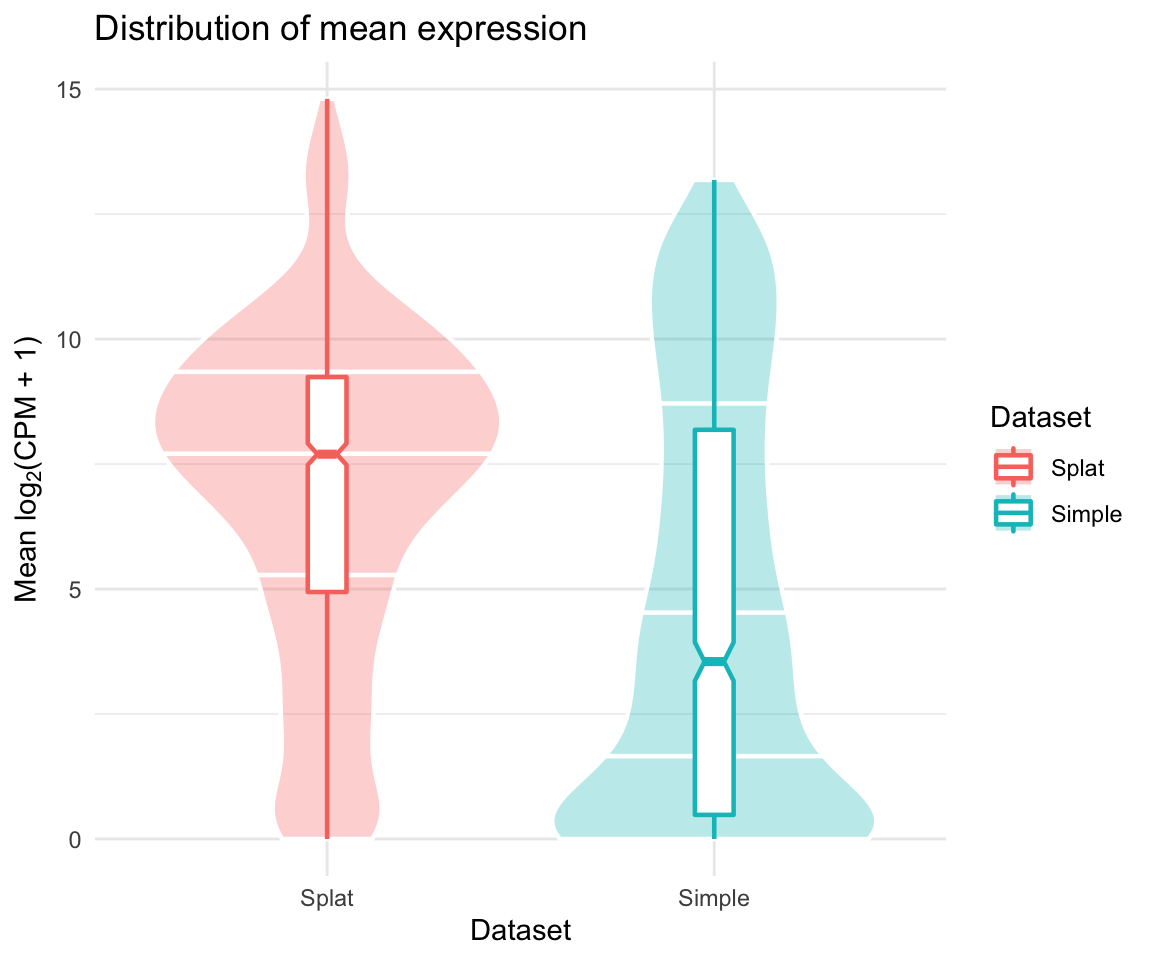 Distribution of mean expression
15
10
5
0
Mean log₂(CPM + 1)
Splat
Simple
Dataset
Dataset
Splat
Simple